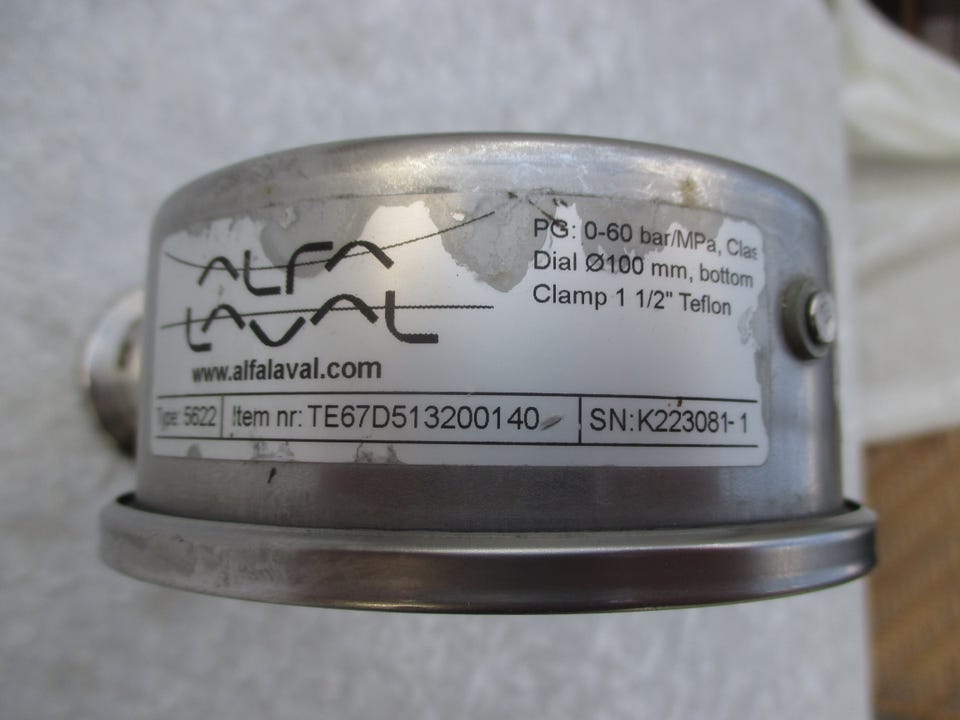 ALFA
LAVAL
www.alfalaval.com
PG: 0-60 bar/MPa, Clas
Dial Ø100 mm, bottom
Clamp 1 1/2" Teflon
Type: 5622
Item nr: TE67D513200140
SN:K223081-1